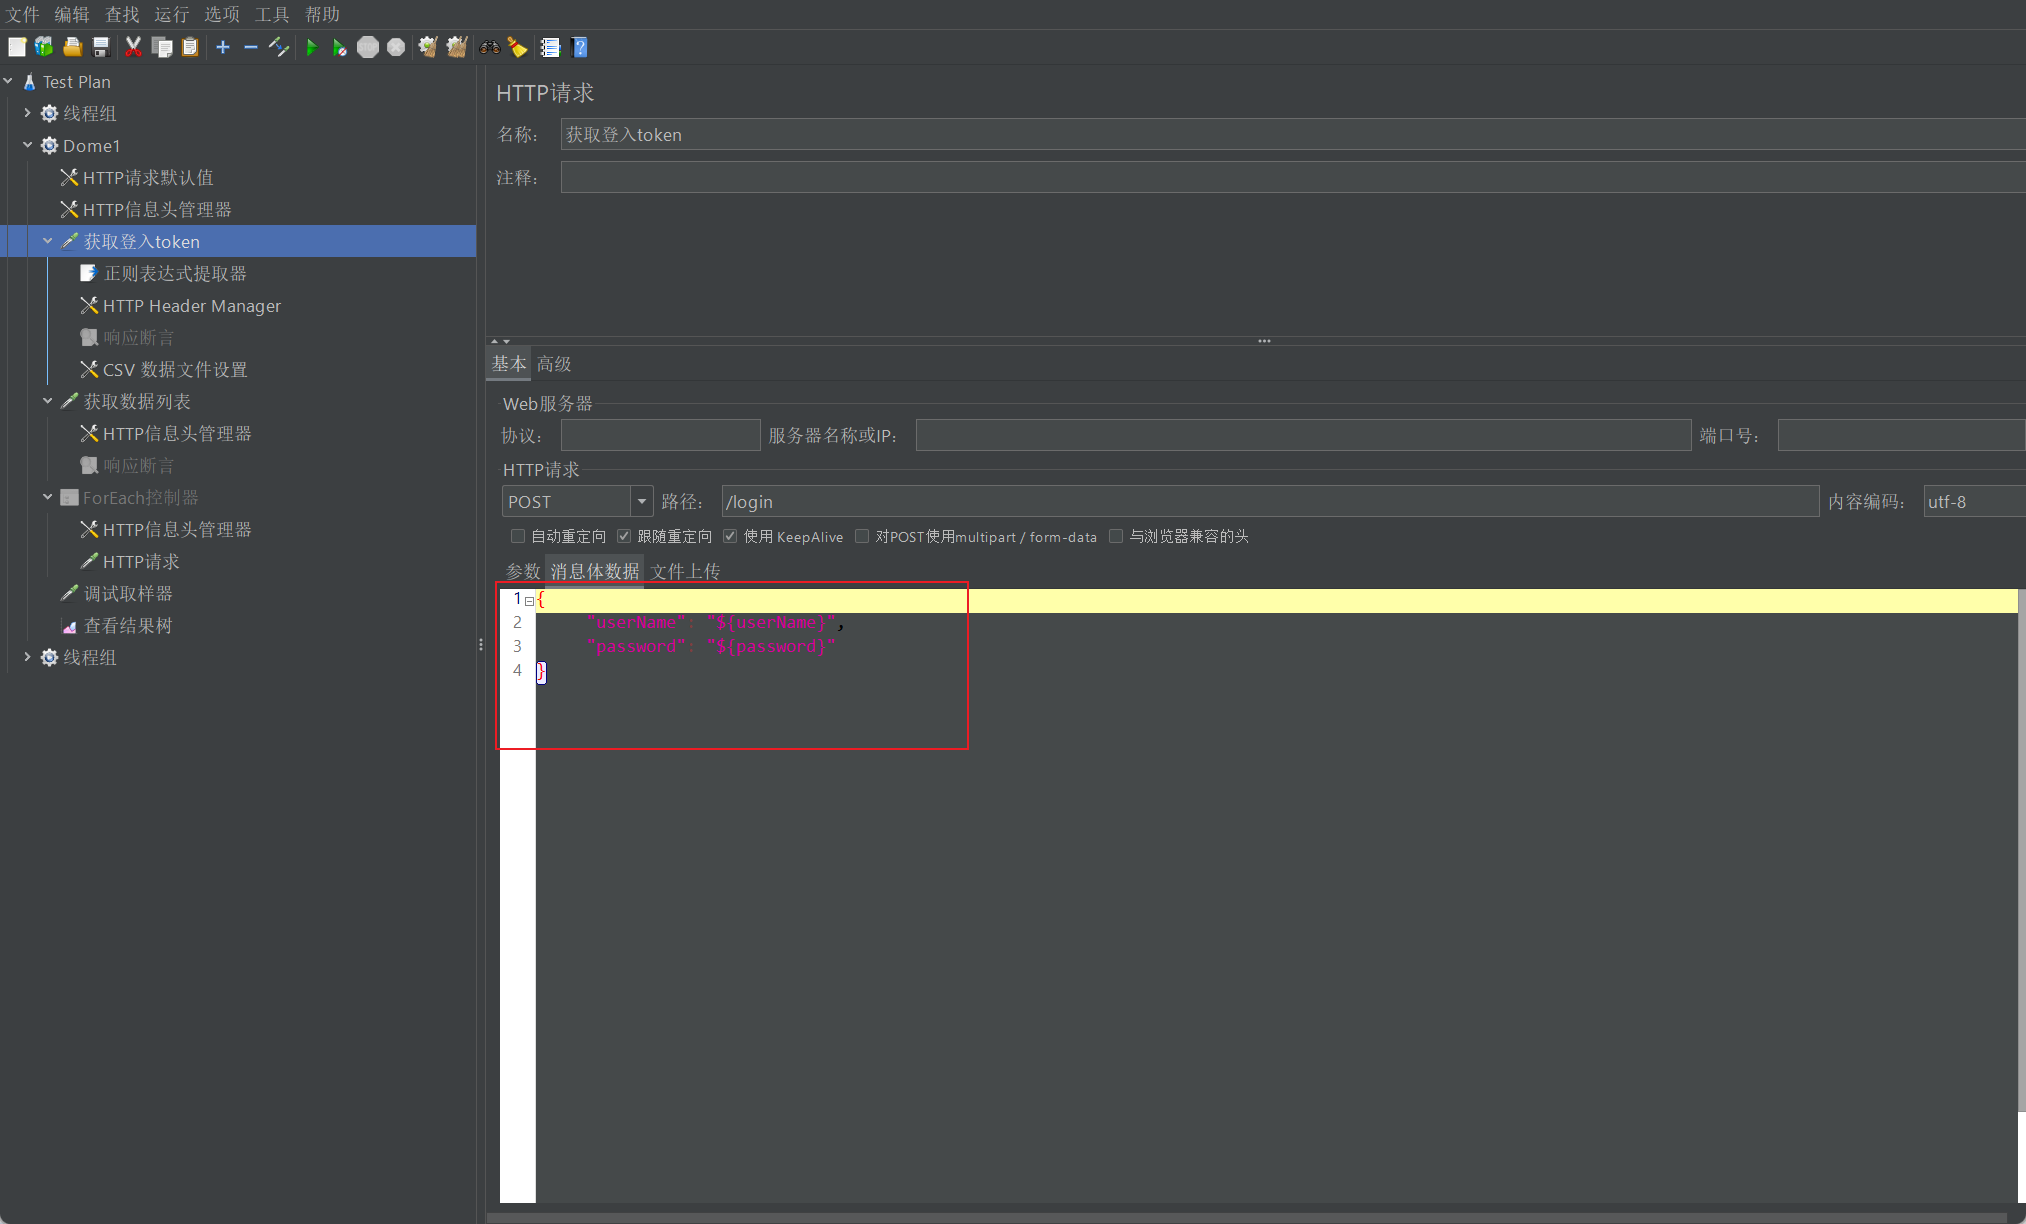 文件 编辑 查找 运行 选项 工具 帮助
Test Plan
线程组
Dome1
HTTP请求默认值
HTTP信息头管理器
获取登入token
正则表达式提取器
HTTP Header Manager
响应断言
CSV 数据文件设置
获取数据列表
HTTP信息头管理器
响应断言
ForEach控制器
HTTP信息头管理器
HTTP请求
调试取样器
查看结果树
线程组
HTTP请求
名称： 获取登入token
注释：
基本 高级
Web服务器
协议： 服务器名称或IP： 端口号：
HTTP请求
POST 路径： /login 内容编码： utf-8
自动重定向 跟随重定向 使用 KeepAlive 对POST使用multipart / form-data 与浏览器兼容的头
参数 消息体数据 文件上传
1 {
2 "userName": "${userName}",
3 "password": "${password}"
4 }